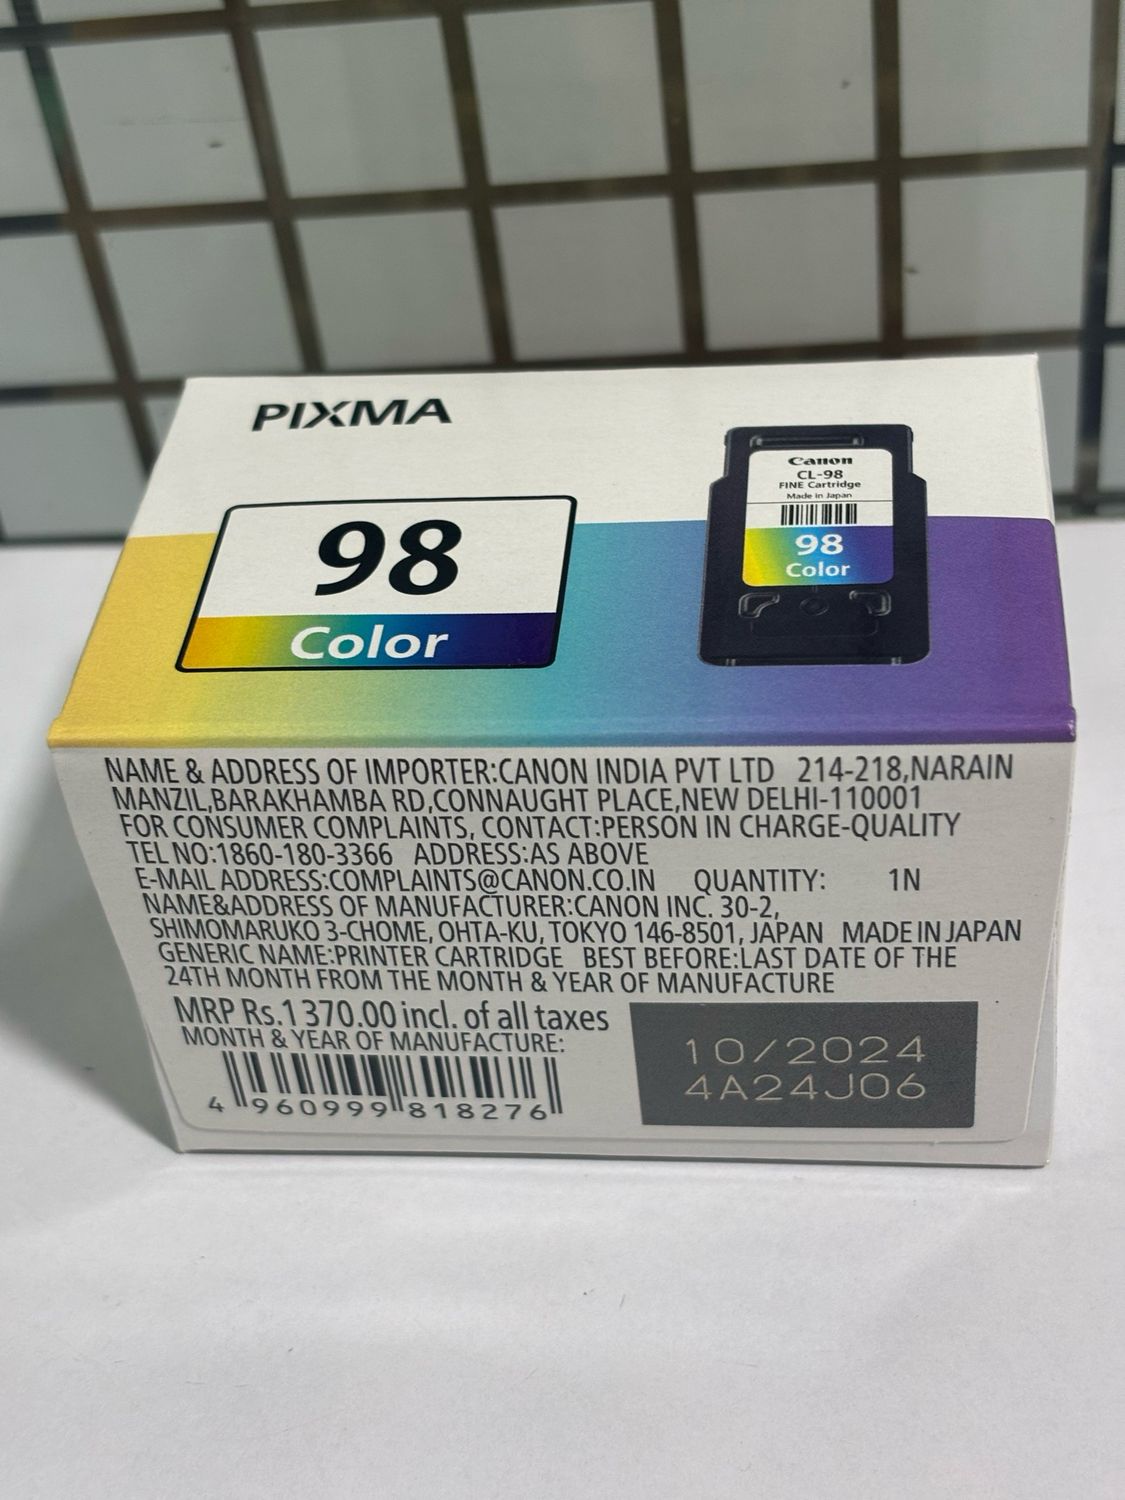 PIXMA
98
Color
Canon
CL-98
FINE Cartridge
Made in Japan
98
Color
NAME & ADDRESS OF IMPORTER:CANON INDIA PVT LTD 214-218,NARAIN
MANZIL,BARAKHAMBA RD,CONNAUGHT PLACE,NEW DELHI-110001
FOR CONSUMER COMPLAINTS, CONTACT:PERSON IN CHARGE-QUALITY
TEL NO:1860-180-3366 ADDRESS:AS ABOVE
E-MAIL ADDRESS:COMPLAINTS@CANON.CO.IN QUANTITY: 1N
NAME&ADDRESS OF MANUFACTURER:CANON INC. 30-2,
SHIMOMARUKO 3-CHOME, OHTA-KU, TOKYO 146-8501, JAPAN MADE IN JAPAN
GENERIC NAME:PRINTER CARTRIDGE BEST BEFORE:LAST DATE OF THE
24TH MONTH FROM THE MONTH & YEAR OF MANUFACTURE
MRP Rs.1370.00 incl. of all taxes
MONTH & YEAR OF MANUFACTURE:
10/2024
4A24J06
4 960999 818276